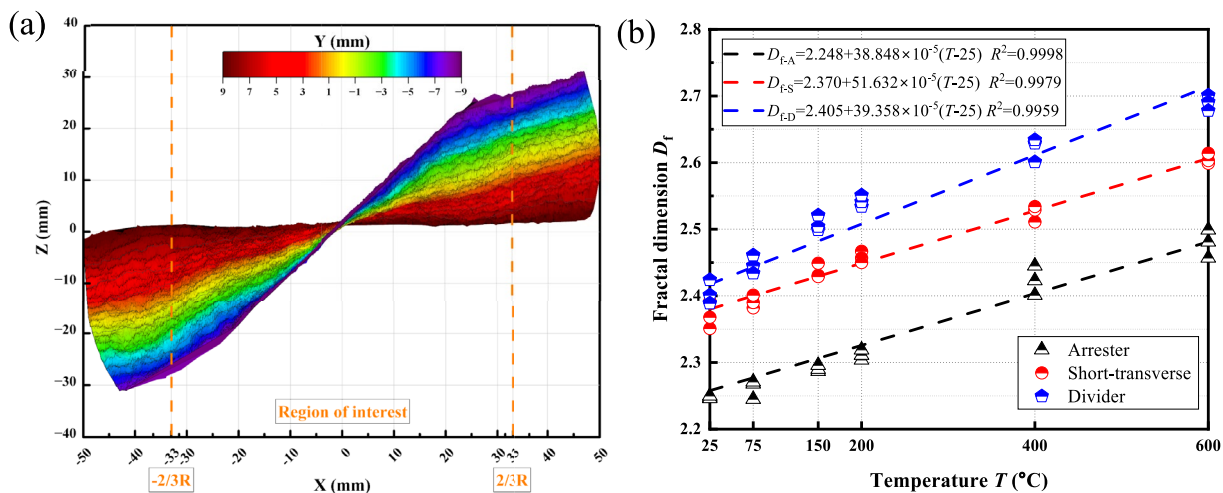 (a)
Y (mm)
9 7 5 3 1 -1 -3 -5 -7 -9
40
30
20
10
0
−10
−20
−30
−40
Z (mm)
Region of interest
-50 -40 -33 -30 -20 -10 0 10 20 30 33 40 50
-2/3R
2/3R
X (mm)
(b)
D_f-A=2.248+38.848×10⁻⁵(T-25) R²=0.9998
D_f-S=2.370+51.632×10⁻⁵(T-25) R²=0.9979
D_f-D=2.405+39.358×10⁻⁵(T-25) R²=0.9959
2.8
2.7
2.6
2.5
2.4
2.3
2.2
Fractal dimension D_f
Arrester
Short-transverse
Divider
25 75 150 200 400 600
Temperature T (°C)